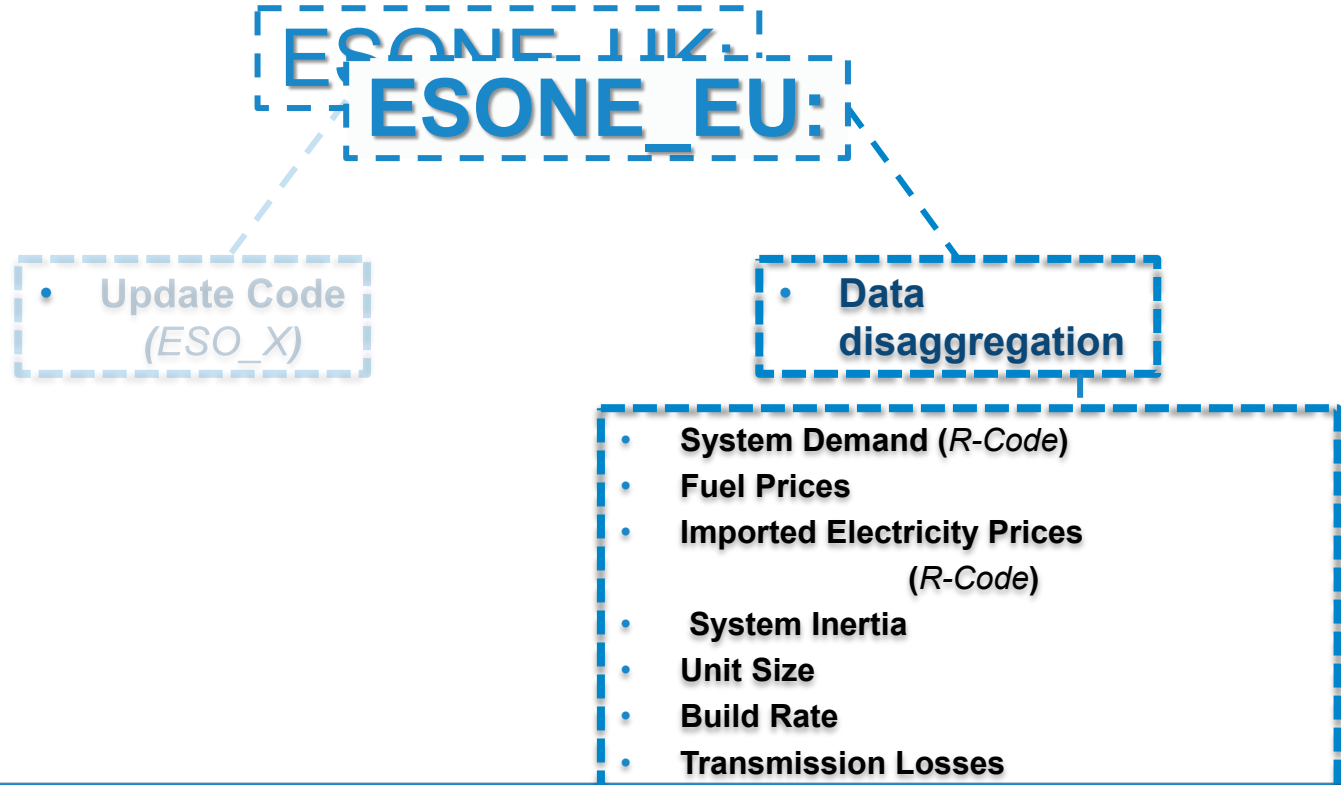 ESONE_UK:
ESONE_EU:
• Update Code
(ESO_X)
• Data
disaggregation
• System Demand (R-Code)
• Fuel Prices
• Imported Electricity Prices
(R-Code)
• System Inertia
• Unit Size
• Build Rate
• Transmission Losses